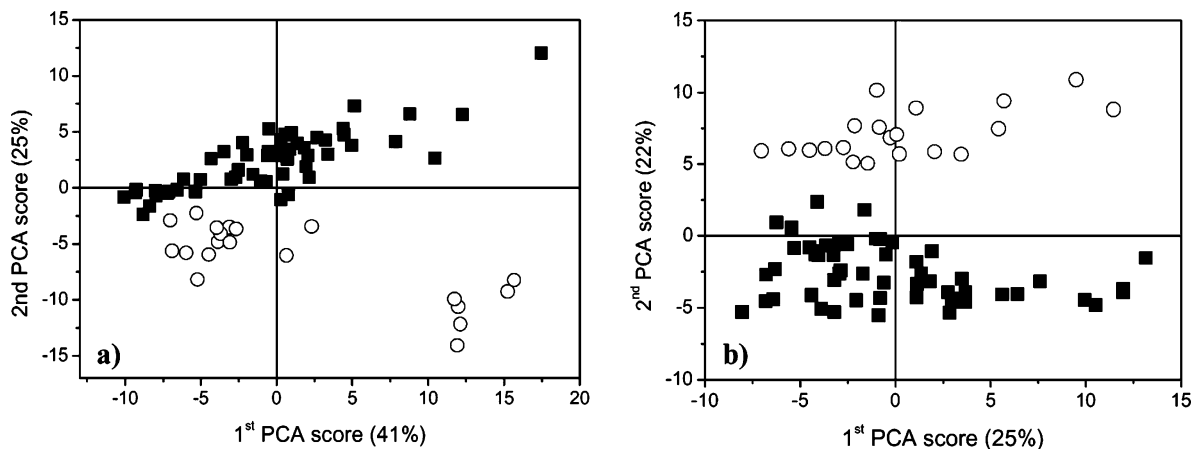 15
10
5
0
-5
-10
-15
2nd PCA score (25%)
a)
-10 -5 0 5 10 15 20
1st PCA score (41%)
15
10
5
0
-5
-10
2nd PCA score (22%)
b)
-10 -5 0 5 10 15
1st PCA score (25%)